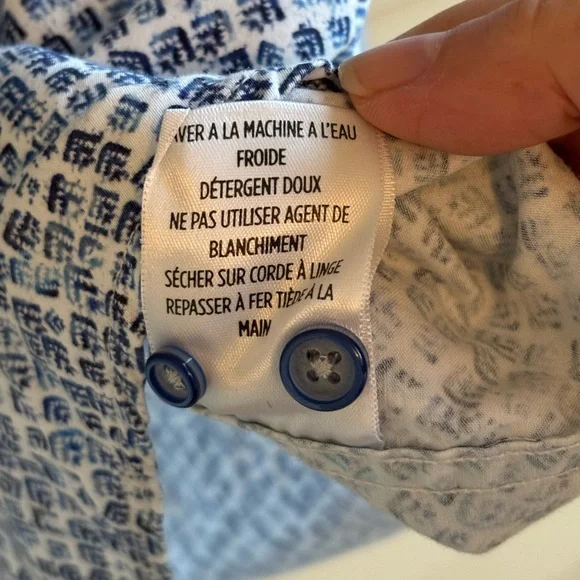 VER A LA MACHINE A L'EAU
FROIDE
DÉTERGENT DOUX
NE PAS UTILISER AGENT DE
BLANCHIMENT
SÉCHER SUR CORDE À LINGE
REPASSER À FER TIÈDE À LA
MAIN